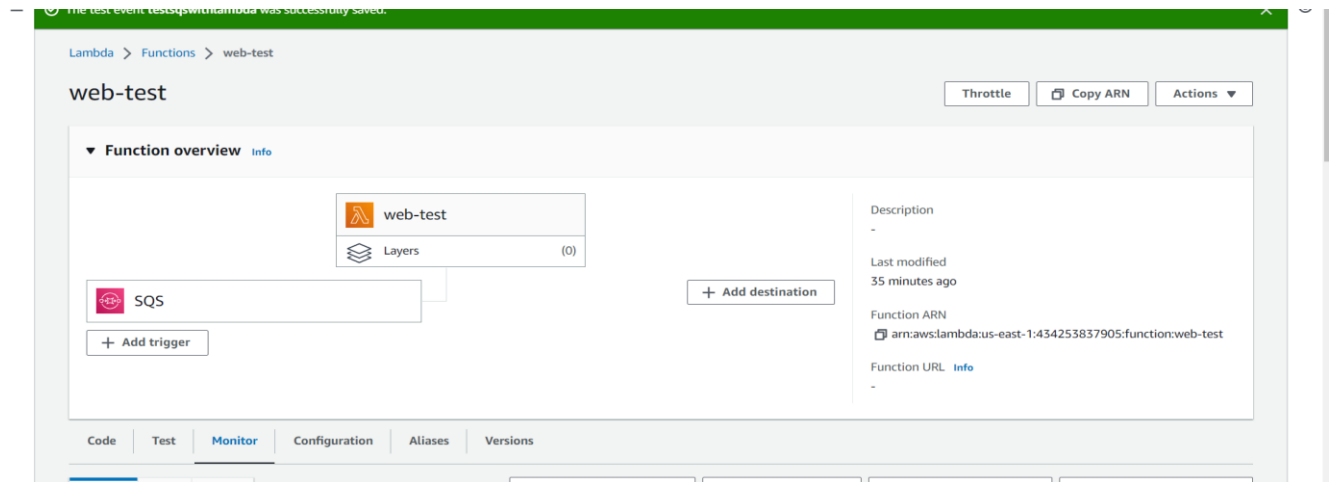 The test event testsqswithlambda was successfully saved.
Lambda > Functions > web-test
web-test
Throttle
Copy ARN
Actions
Function overview Info
web-test
Layers (0)
SQS
+ Add trigger
+ Add destination
Description
-
Last modified
35 minutes ago
Function ARN
arn:aws:lambda:us-east-1:434253837905:function:web-test
Function URL Info
-
Code
Test
Monitor
Configuration
Aliases
Versions